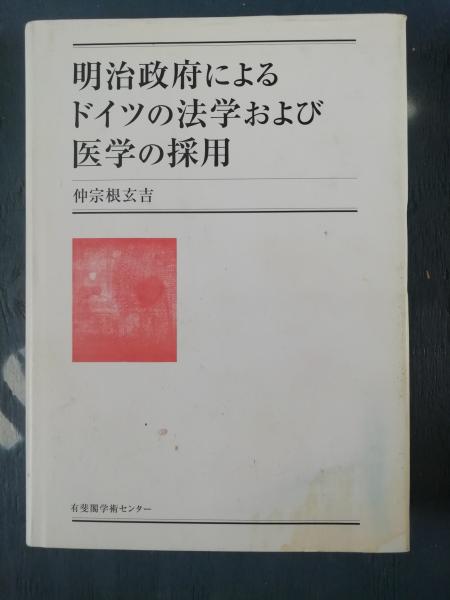 明治政府による
ドイツの法学および
医学の採用
仲宗根玄吉
有斐閣学術センター